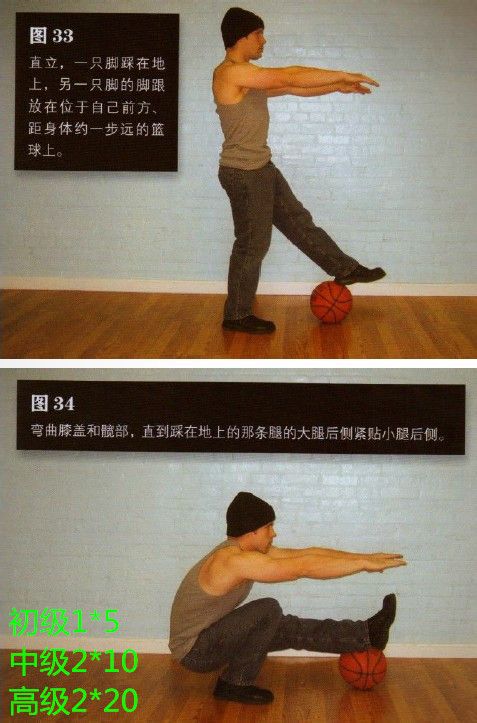 图 33
直立，一只脚踩在地
上，另一只脚的脚跟
放在位于自己前方、
距身体约一步远的篮
球上。
图 34
弯曲膝盖和髋部，直到踩在地上的那条腿的大腿后侧紧贴小腿后侧。
初级1*5
中级2*10
高级2*20